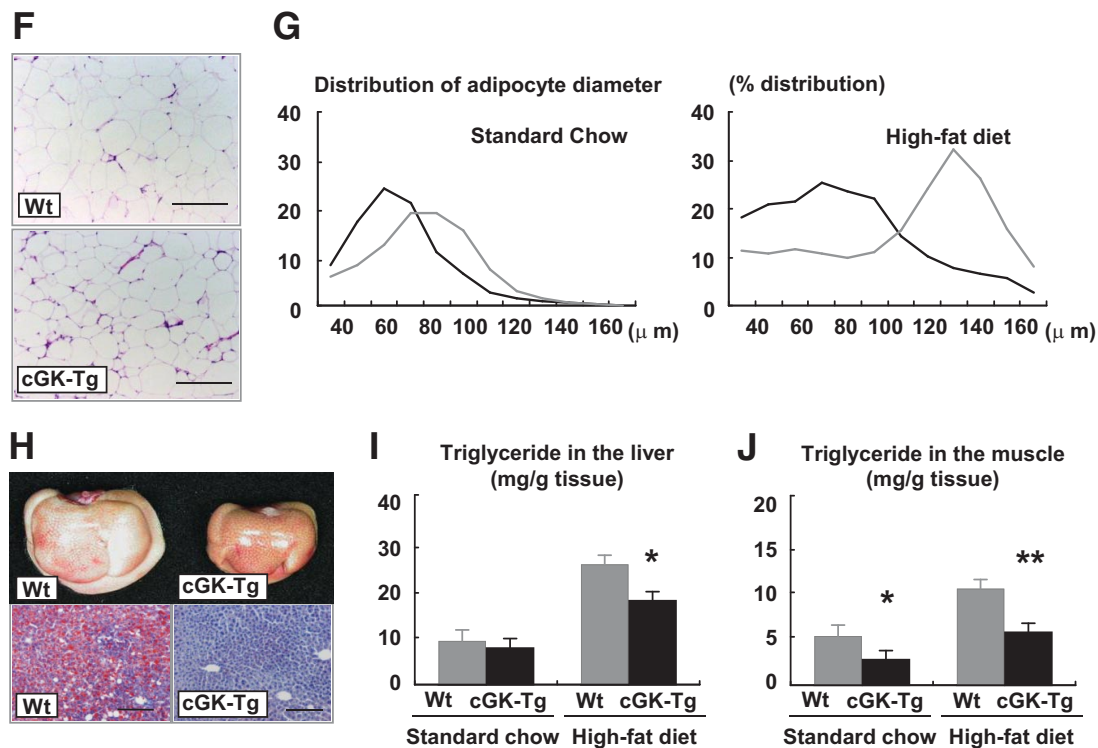 F
Wt
cGK-Tg
G
Distribution of adipocyte diameter
(% distribution)
Standard Chow
40
30
20
10
0
40 60 80 100 120 140 160 (μ m)
High-fat diet
40
30
20
10
0
40 60 80 100 120 140 160 (μ m)
H
Wt
cGK-Tg
Wt
cGK-Tg
I
Triglyceride in the liver
(mg/g tissue)
40
30
20
10
0
*
Wt cGK-Tg Wt cGK-Tg
Standard chow High-fat diet
J
Triglyceride in the muscle
(mg/g tissue)
20
15
10
5
0
*
**
Wt cGK-Tg Wt cGK-Tg
Standard chow High-fat diet